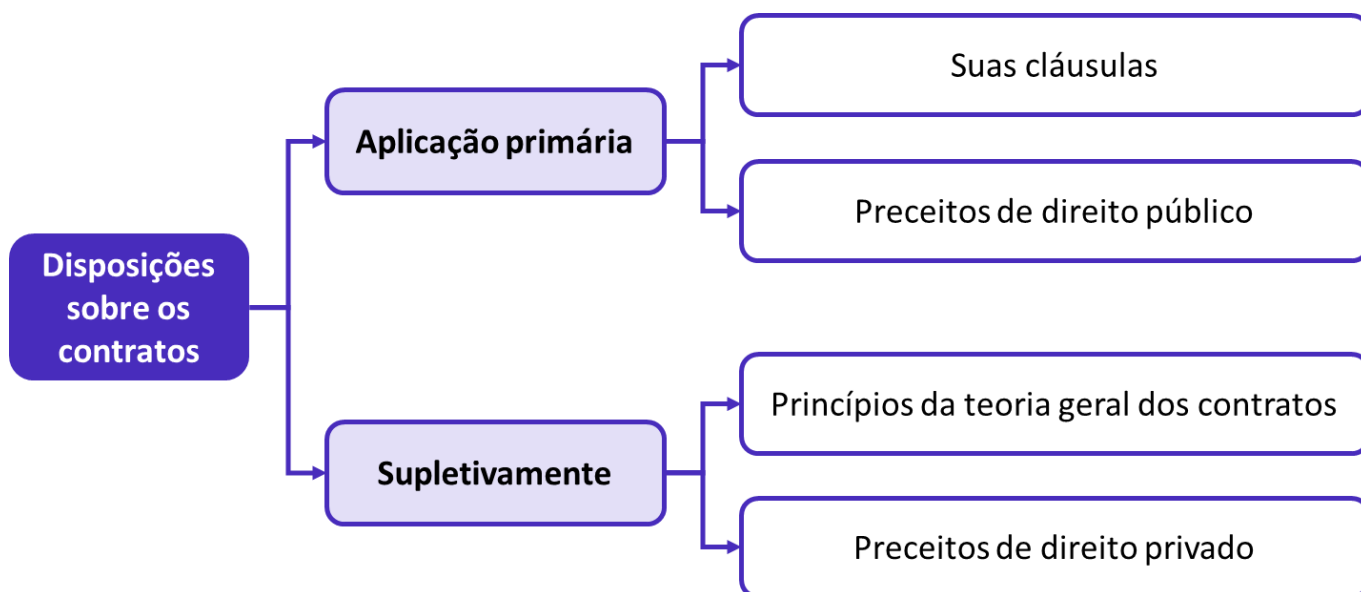 Disposições
sobre os
contratos
Aplicação primária
Suas cláusulas
Preceitos de direito público
Supletivamente
Princípios da teoria geral dos contratos
Preceitos de direito privado